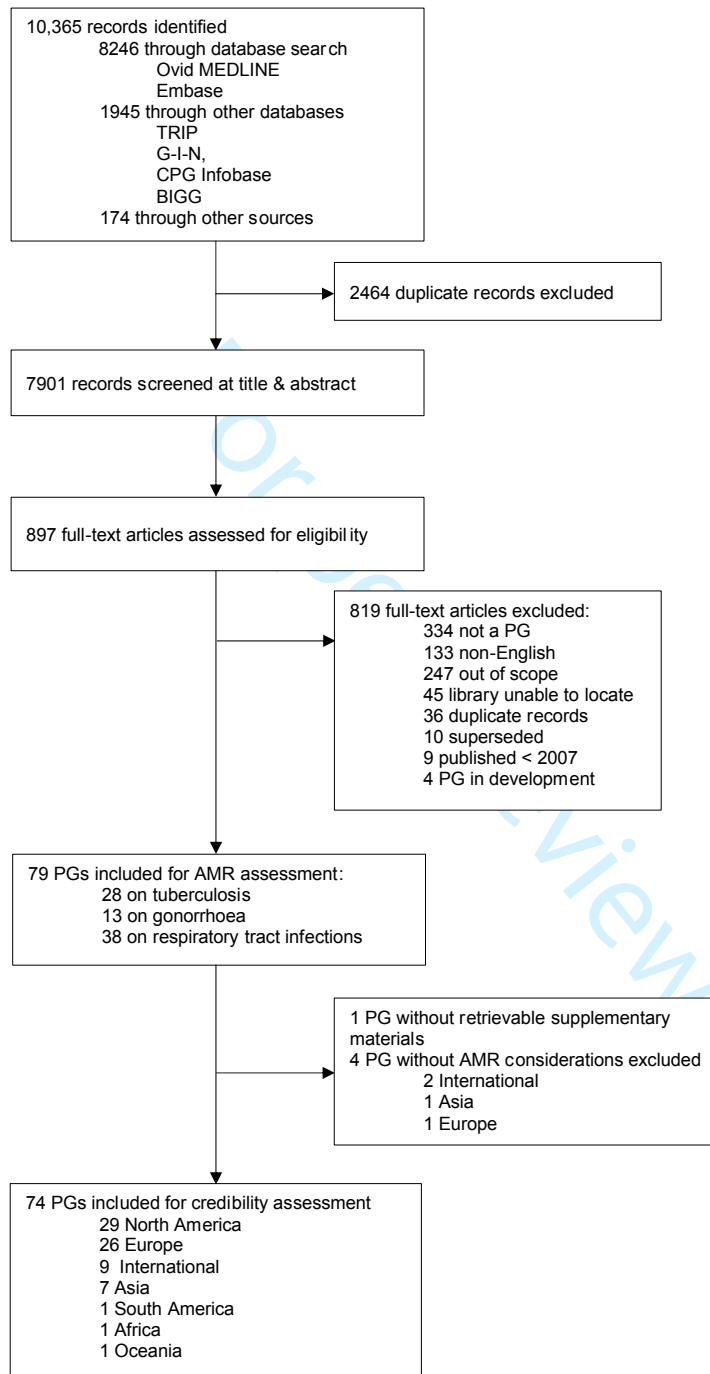 10,365 records identified
8246 through database search
Ovid MEDLINE
Embase
1945 through other databases
TRIP
G-I-N,
CPG Infobase
BIGG
174 through other sources
2464 duplicate records excluded
7901 records screened at title & abstract
897 full-text articles assessed for eligibility
819 full-text articles excluded:
334 not a PG
133 non-English
247 out of scope
45 library unable to locate
36 duplicate records
10 superseded
9 published < 2007
4 PG in development
79 PGs included for AMR assessment:
28 on tuberculosis
13 on gonorrhoea
38 on respiratory tract infections
1 PG without retrievable supplementary
materials
4 PG without AMR considerations excluded
2 International
1 Asia
1 Europe
74 PGs included for credibility assessment
29 North America
26 Europe
9 International
7 Asia
1 South America
1 Africa
1 Oceania